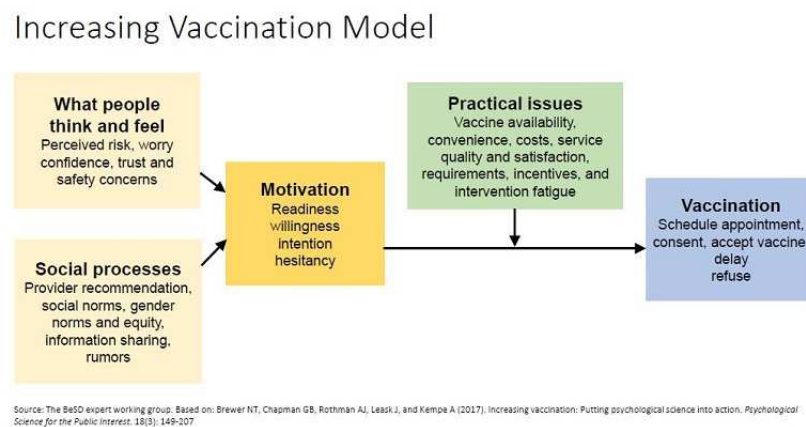 Increasing Vaccination Model
What people
think and feel
Perceived risk, worry
confidence, trust and
safety concerns
Social processes
Provider recommendation,
social norms, gender
norms and equity,
information sharing,
rumors
Motivation
Readiness
willingness
intention
hesitancy
Practical issues
Vaccine availability,
convenience, costs, service
quality and satisfaction,
requirements, incentives, and
intervention fatigue
Vaccination
Schedule appointment,
consent, accept vaccine
delay
refuse
Source: The BeSD expert working group. Based on: Brewer NT, Chapman GB, Rothman AJ, Leask J, and Kempe A (2017). Increasing vaccination: Putting psychological science into action. Psychological
Science for the Public Interest. 18(3): 149-207